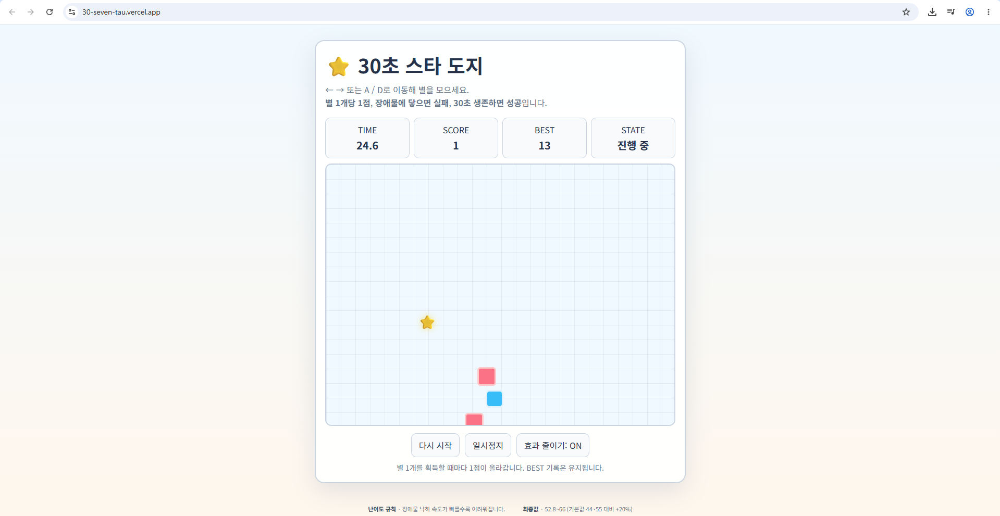 30-seven-tau.vercel.app
30초 스타 도지
← → 또는 A / D로 이동해 별을 모으세요.
별 1개당 1점, 장애물에 닿으면 실패, 30초 생존하면 성공입니다.
TIME
24.6
SCORE
1
BEST
13
STATE
진행 중
다시 시작
일시정지
효과 줄이기: ON
별 1개를 획득할 때마다 1점이 올라갑니다. BEST 기록은 유지됩니다.
난이도 규칙 · 장애물 낙하 속도가 빠를수록 어려워집니다.
최종값 · 52.8~66 (기본값 44~55 대비 +20%)